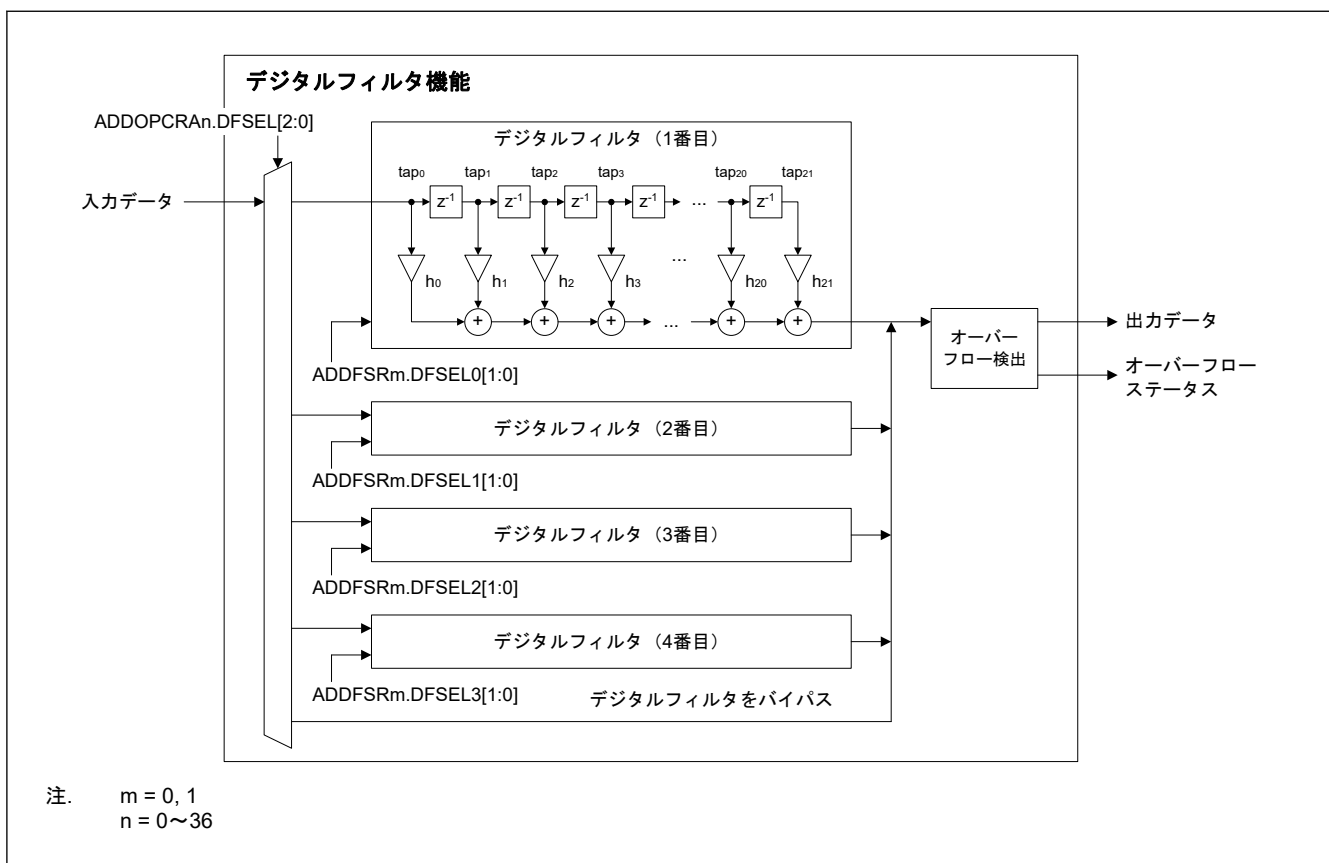 デジタルフィルタ機能
ADDOPCRAn.DFSEL[2:0]
入力データ
デジタルフィルタ（1番目）
tap0 tap1 tap2 tap3 tap20 tap21
z-1 z-1 z-1 z-1 ... z-1
...
h0 h1 h2 h3 h20 h21
+ + + ... + +
ADDFSRm.DFSEL0[1:0]
オーバー
フロー検出
出力データ
オーバーフロー
ステータス
デジタルフィルタ（2番目）
ADDFSRm.DFSEL1[1:0]
デジタルフィルタ（3番目）
ADDFSRm.DFSEL2[1:0]
デジタルフィルタ（4番目）
ADDFSRm.DFSEL3[1:0]
デジタルフィルタをバイパス
注. m = 0, 1
n = 0～36